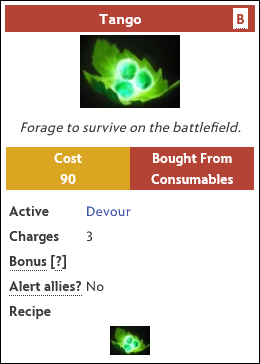 Tango B
Forage to survive on the battlefield.
Cost Bought From
90 Consumables
Active Devour
Charges 3
Bonus [?]
Alert allies? No
Recipe